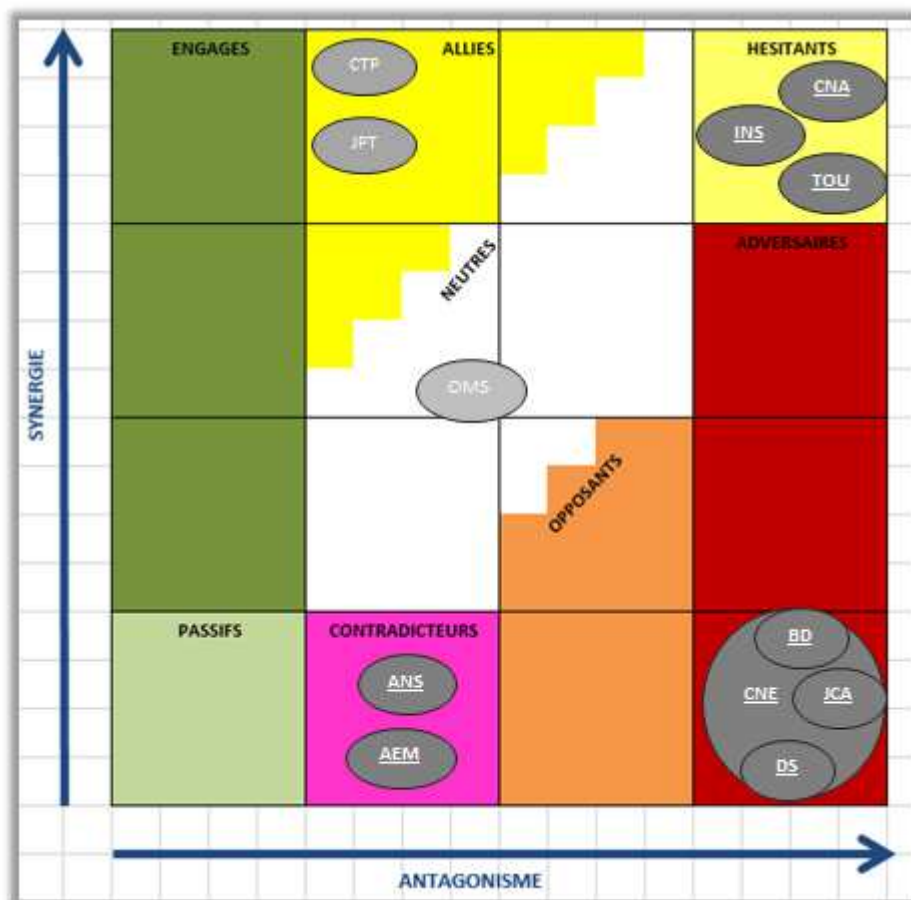 ENGAGES
ALLIES
HESITANTS
CTP
CNA
INS
JPT
TOU
NEUTRES
ADVERSAIRES
SYNERGIE
OMS
OPPOSANTS
PASSIFS
CONTRADICTEURS
BD
ANS
CNE
JCA
AEM
DS
ANTAGONISME